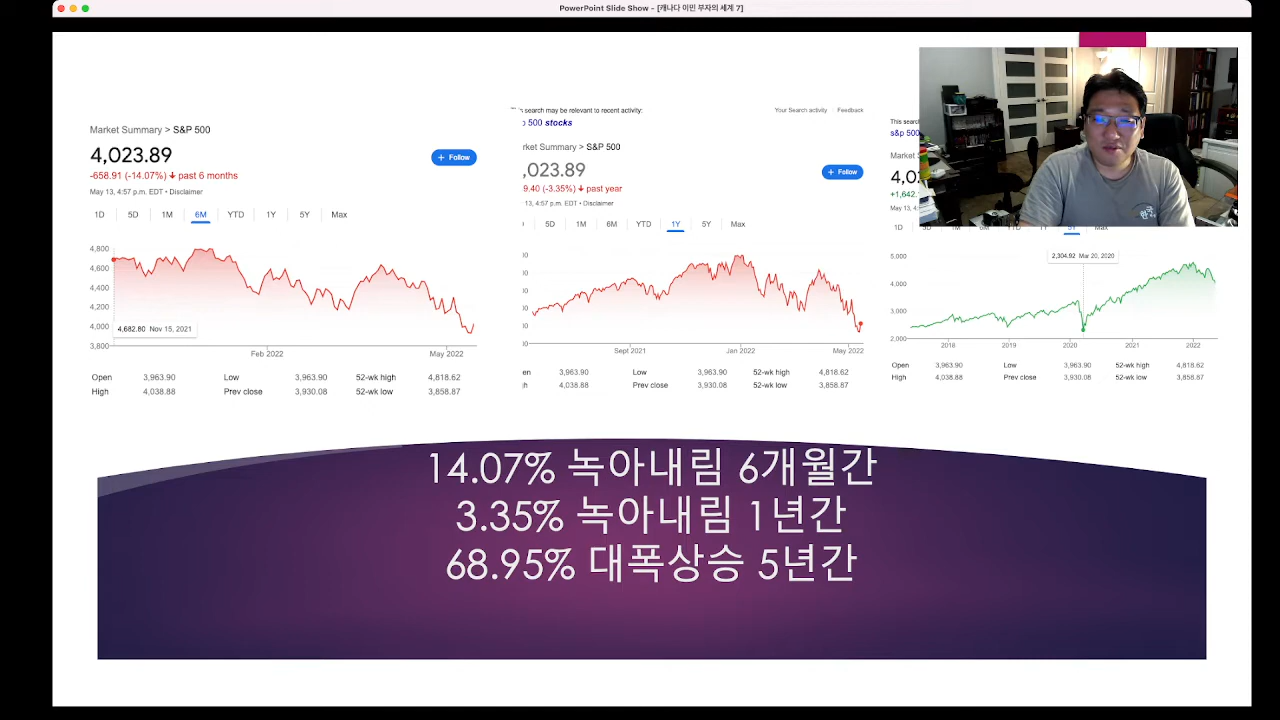 PowerPoint Slide Show - [캐나다 이민 부자의 세계 7]
Market Summary > S&P 500
4,023.89
-658.91 (-14.07%) ↓ past 6 months
May 13, 4:57 p.m. EDT • Disclaimer
+ Follow
1D 5D 1M 6M YTD 1Y 5Y Max
4,800
4,600
4,400
4,200
4,000
3,800
4,682.80 Nov 15, 2021
Feb 2022 May 2022
Open 3,963.90 Low 3,963.90 52-wk high 4,818.62
High 4,038.88 Prev close 3,930.08 52-wk low 3,858.87
search may be relevant to recent activity:
Your Search activity Feedback
500 stocks
> S&P 500
,023.89
(-3.35%) ↓ past year
13, 4:57 p.m. EDT • Disclaimer
+ Follow
5D 1M 6M YTD 1Y 5Y Max
Sept 2021 Jan 2022 May 2022
3,963.90 Low 3,963.90 52-wk high 4,818.62
4,038.88 Prev close 3,930.08 52-wk low 3,858.87
This
s&p 500
Market
+1,642.
May 13,
1D
2,304.92 Mar 20, 2020
5,000
4,000
3,000
2,000
2018 2019 2020 2021 2022
Open 3,963.90 Low 3,963.90 52-wk high 4,818.62
High 4,038.88 Prev close 3,930.08 52-wk low 3,858.87
한국
14.07% 녹아내림 6개월간
3.35% 녹아내림 1년간
68.95% 대폭상승 5년간